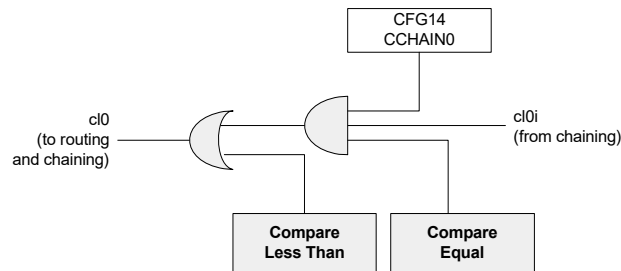 CFG14
CCHAIN0
cl0
(to routing
and chaining)
cl0i
(from chaining)
Compare
Less Than
Compare
Equal